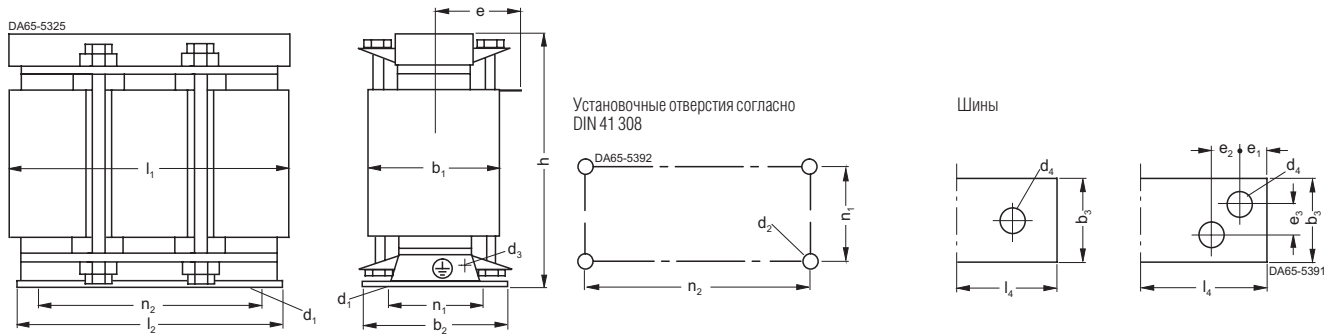 DA65-5325
l₁
n₂
l₂
d₁
e
b₁
h
d₃
d₁
n₁
b₂
Установочные отверстия согласно
DIN 41 308
DA65-5392
d₂
n₁
n₂
Шины
d₄
b₃
l₄
e₂
e₁
d₄
e₃
b₃
DA65-5391
l₄